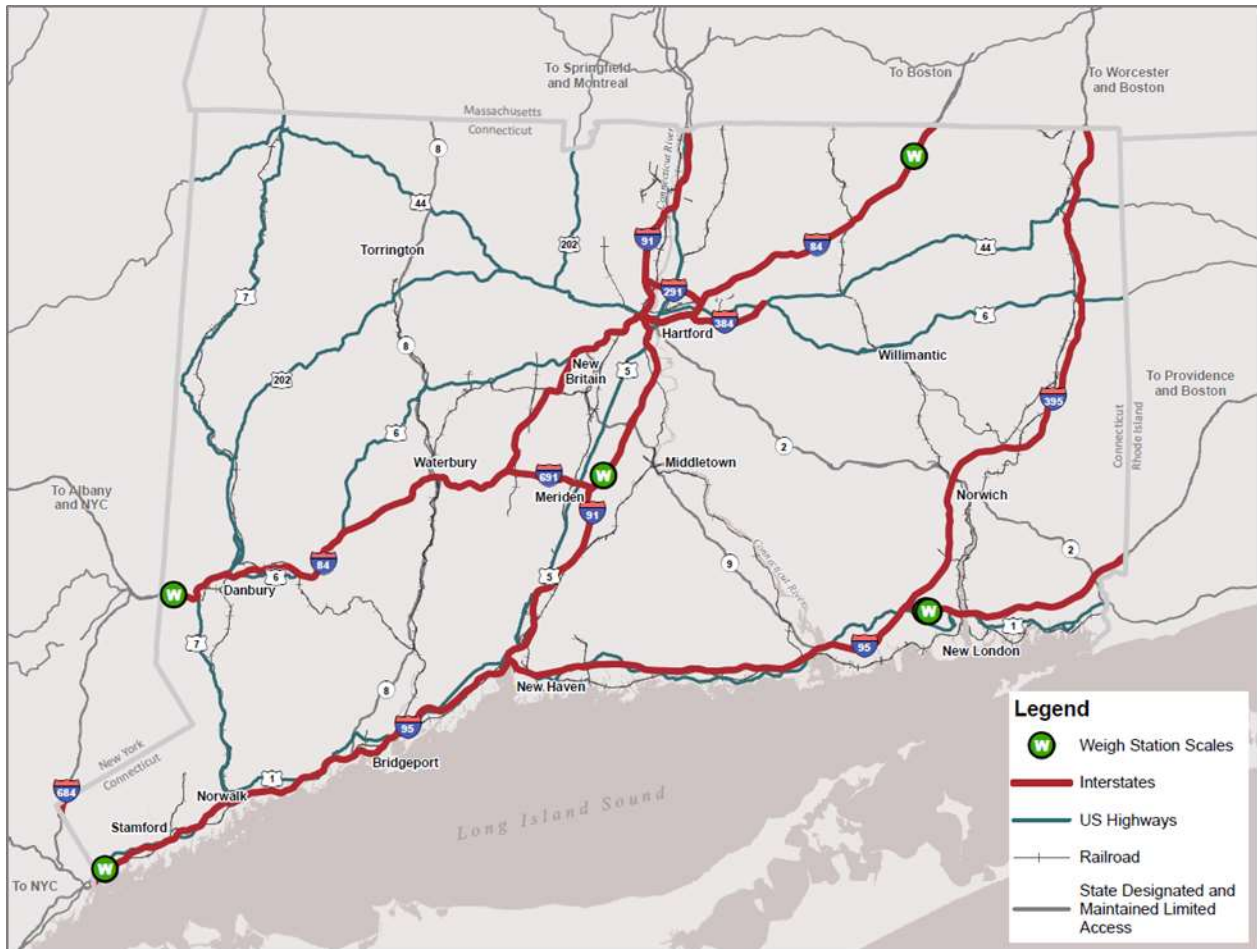 To Springfield
and Montreal
To Boston
To Worcester
and Boston
Massachusetts
Connecticut
8
Connecticut River
W
44
91
84
202
Torrington
44
7
291
6
384
Hartford
8
Willimantic
New
Britain
5
202
To Providence
and Boston
395
Connecticut
Rhode Island
6
2
Waterbury
Middletown
691
W
Meriden
Norwich
To Albany
and NYC
91
2
84
9
Connecticut River
5
6
W
Danbury
W
1
7
95
New London
New Haven
8
95
New York
Connecticut
Bridgeport
1
684
Norwalk
Stamford
Long Island Sound
W
To NYC
Legend
W Weigh Station Scales
Interstates
US Highways
Railroad
State Designated and
Maintained Limited
Access